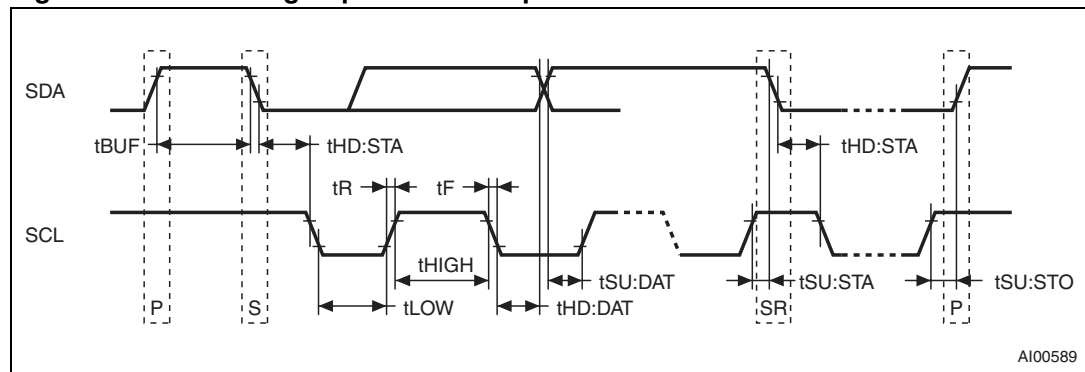 SDA
tBUF
tHD:STA
tHD:STA
tR
tF
SCL
tHIGH
tSU:DAT
tSU:STA
tSU:STO
P
S
tLOW
tHD:DAT
SR
P
AI00589